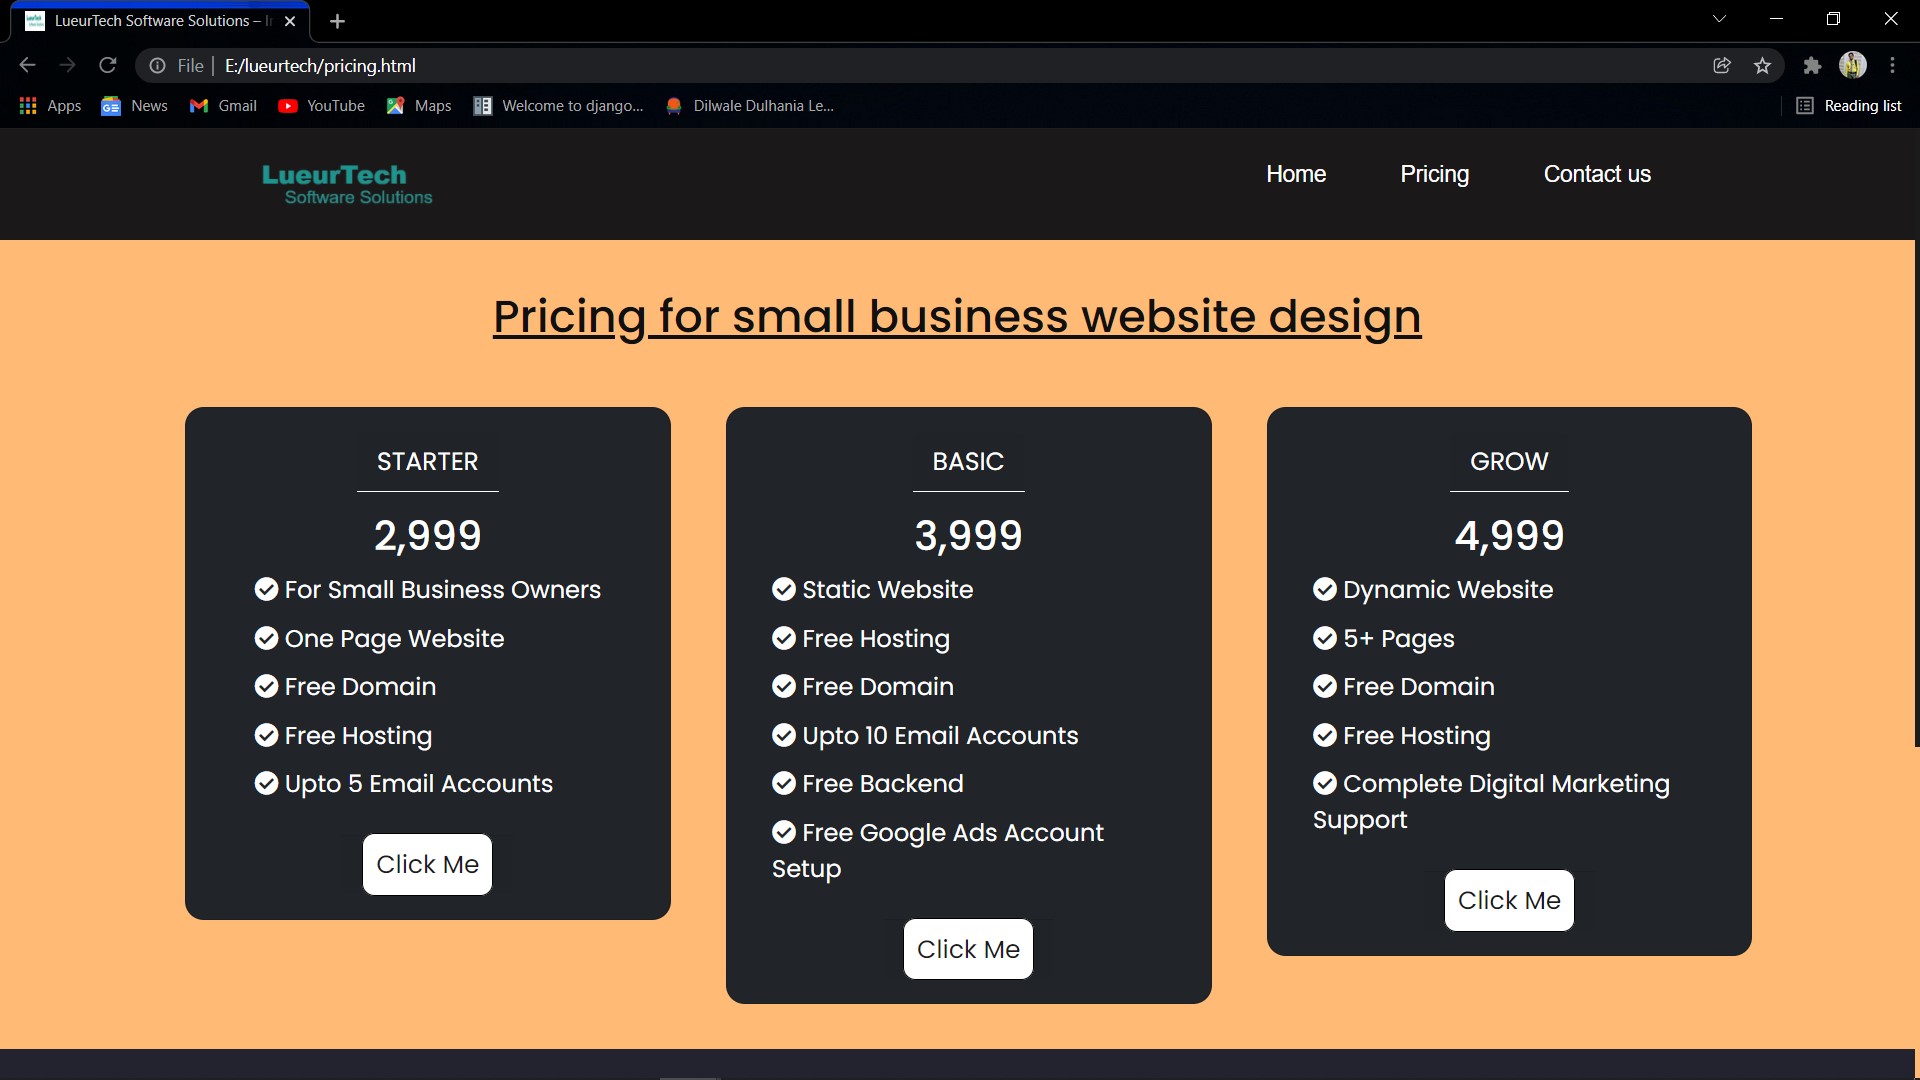 LueurTech Software Solutions – I
File
E:/lueurtech/pricing.html
Apps
News
Gmail
YouTube
Maps
Welcome to django...
Dilwale Dulhania Le...
Reading list
LueurTech
Software Solutions
Home
Pricing
Contact us
Pricing for small business website design
STARTER
2,999
For Small Business Owners
One Page Website
Free Domain
Free Hosting
Upto 5 Email Accounts
Click Me
BASIC
3,999
Static Website
Free Hosting
Free Domain
Upto 10 Email Accounts
Free Backend
Free Google Ads Account
Setup
Click Me
GROW
4,999
Dynamic Website
5+ Pages
Free Domain
Free Hosting
Complete Digital Marketing
Support
Click Me